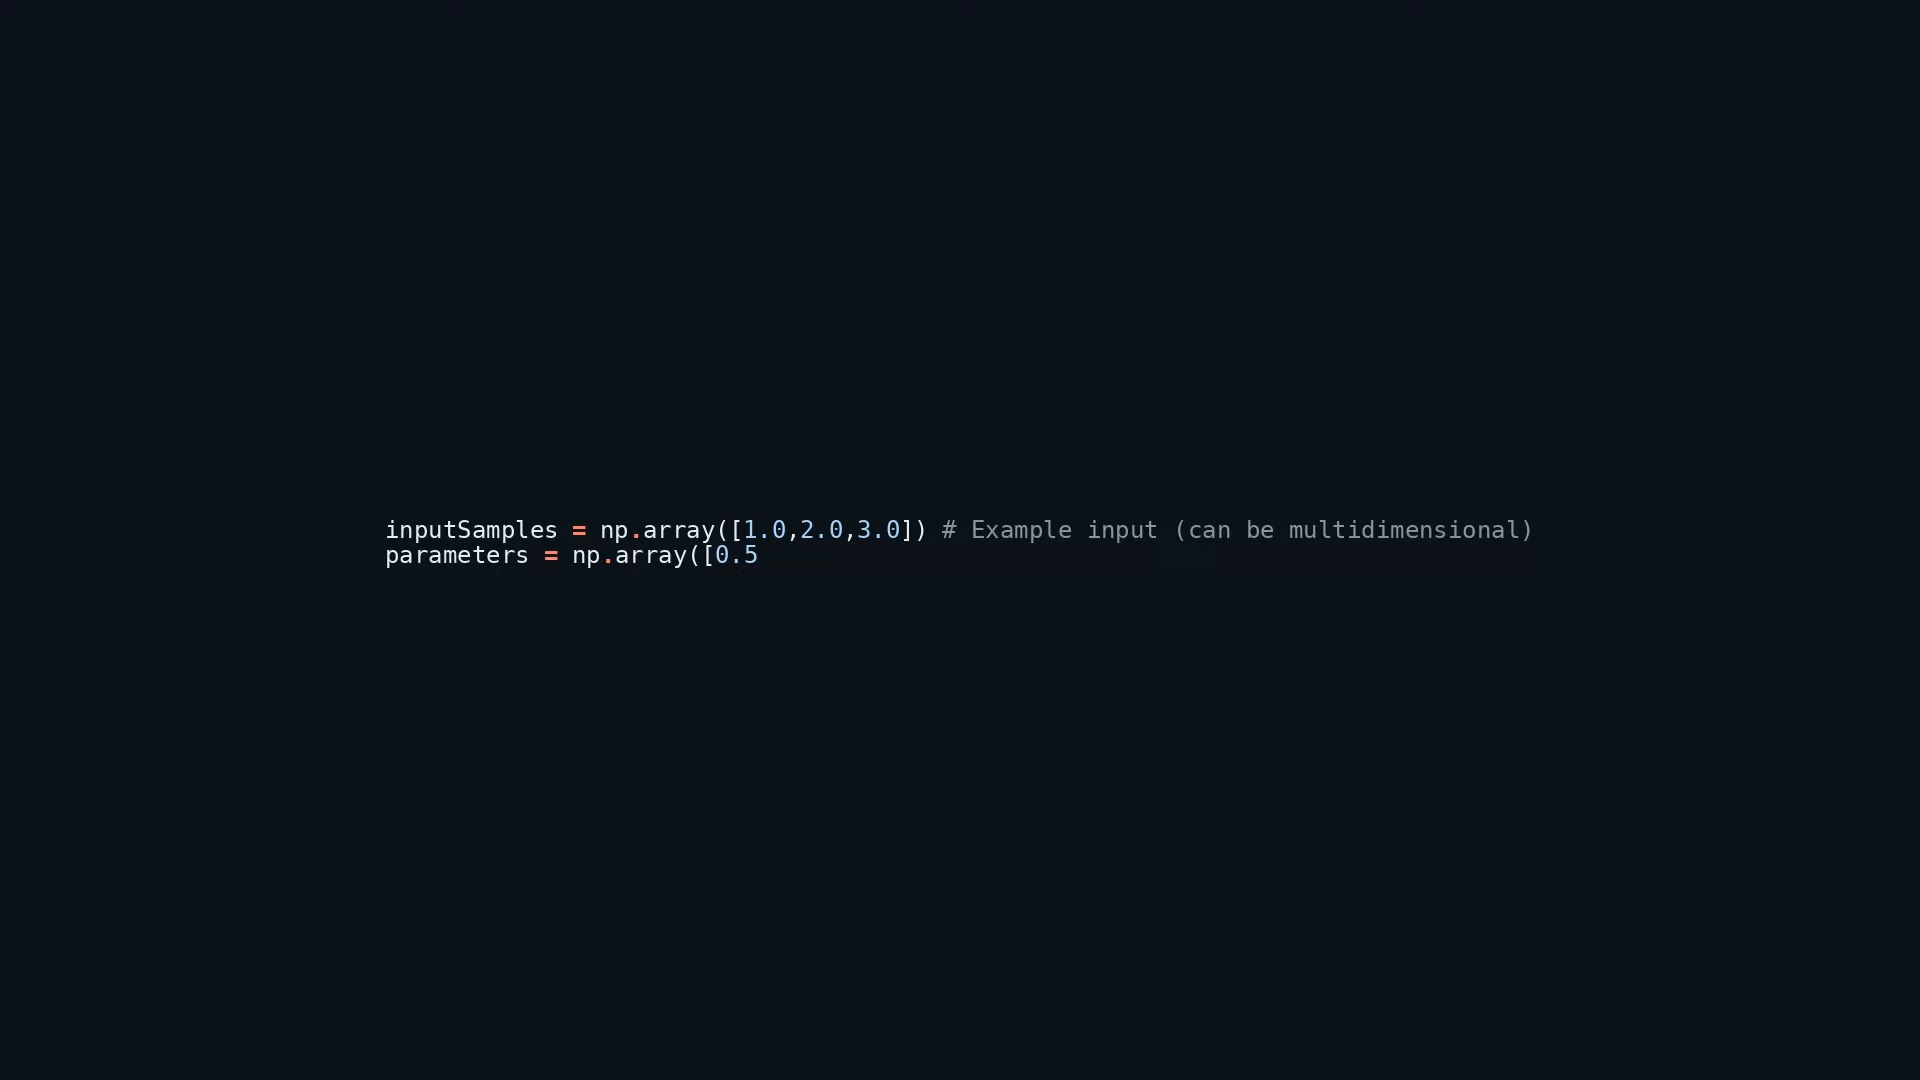 inputSamples = np.array([1.0,2.0,3.0]) # Example input (can be multidimensional)
parameters = np.array([0.5